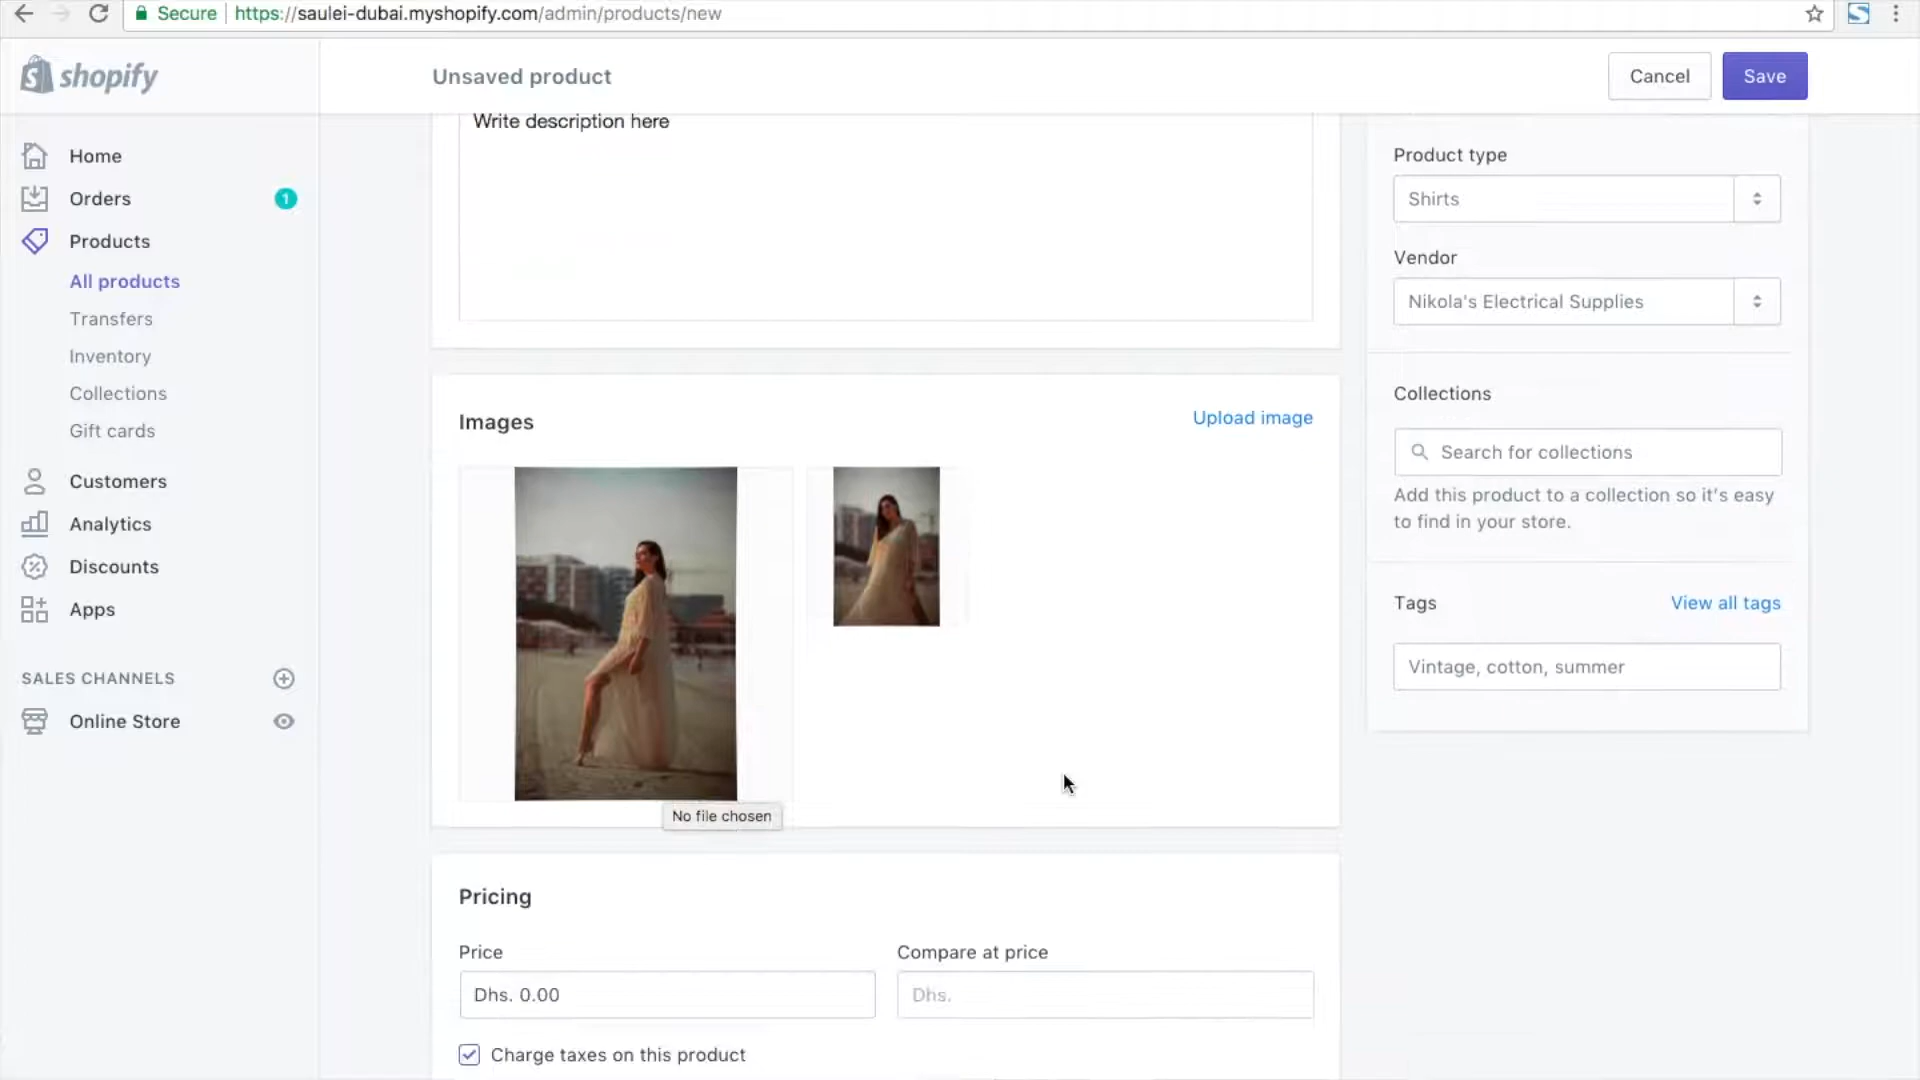 Secure https://saulei-dubai.myshopify.com/admin/products/new
shopify
Unsaved product
Cancel
Save
Home
Orders 1
Products
All products
Transfers
Inventory
Collections
Gift cards
Customers
Analytics
Discounts
Apps
SALES CHANNELS
Online Store
Write description here
Images
Upload image
No file chosen
Pricing
Price
Compare at price
Dhs. 0.00
Dhs.
Charge taxes on this product
Product type
Shirts
Vendor
Nikola's Electrical Supplies
Collections
Search for collections
Add this product to a collection so it's easy
to find in your store.
Tags
View all tags
Vintage, cotton, summer